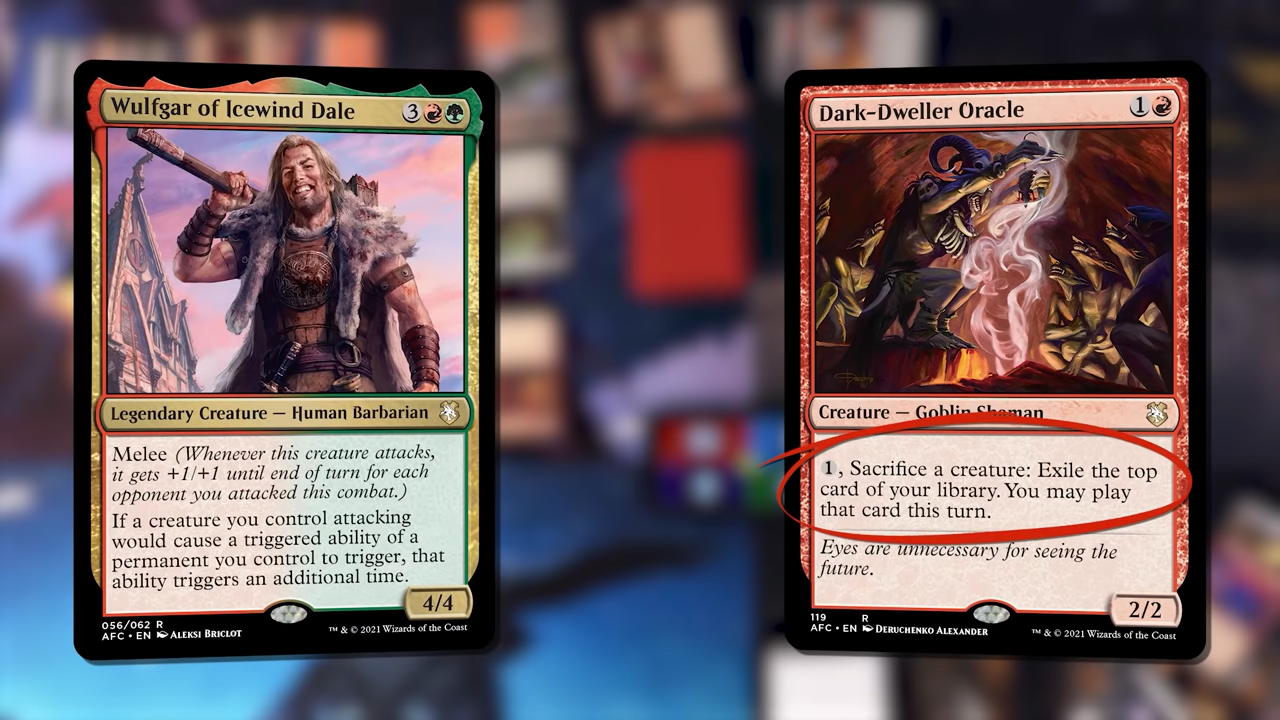 Wulfgar of Icewind Dale 3
Legendary Creature — Human Barbarian
Melee (Whenever this creature attacks,
it gets +1/+1 until end of turn for each
opponent you attacked this combat.)
If a creature you control attacking
would cause a triggered ability of a
permanent you control to trigger, that
ability triggers an additional time.
4/4
056/062 R
AFC • EN ALEKSI BRICLOT
™ & © 2021 Wizards of the Coast
Dark-Dweller Oracle 1
Creature — Goblin Shaman
1, Sacrifice a creature: Exile the top
card of your library. You may play
that card this turn.
Eyes are unnecessary for seeing the
future.
2/2
119 R
AFC • EN DERUCHENKO ALEXANDER
™ & © 2021 Wizards of the Coast